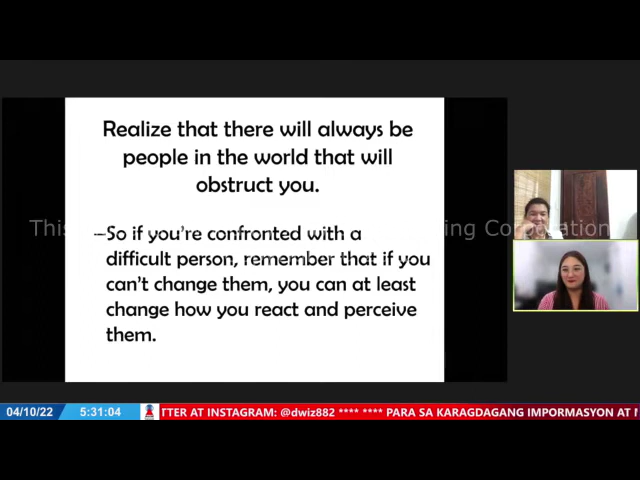 Realize that there will always be
people in the world that will
obstruct you.
–So if you're confronted with a
difficult person, remember that if you
can't change them, you can at least
change how you react and perceive
them.
This
ing Corporation
04/10/22
5:31:04
TTER AT INSTAGRAM: @dwiz882 **** **** PARA SA KARAGDAGANG IMPORMASYON AT